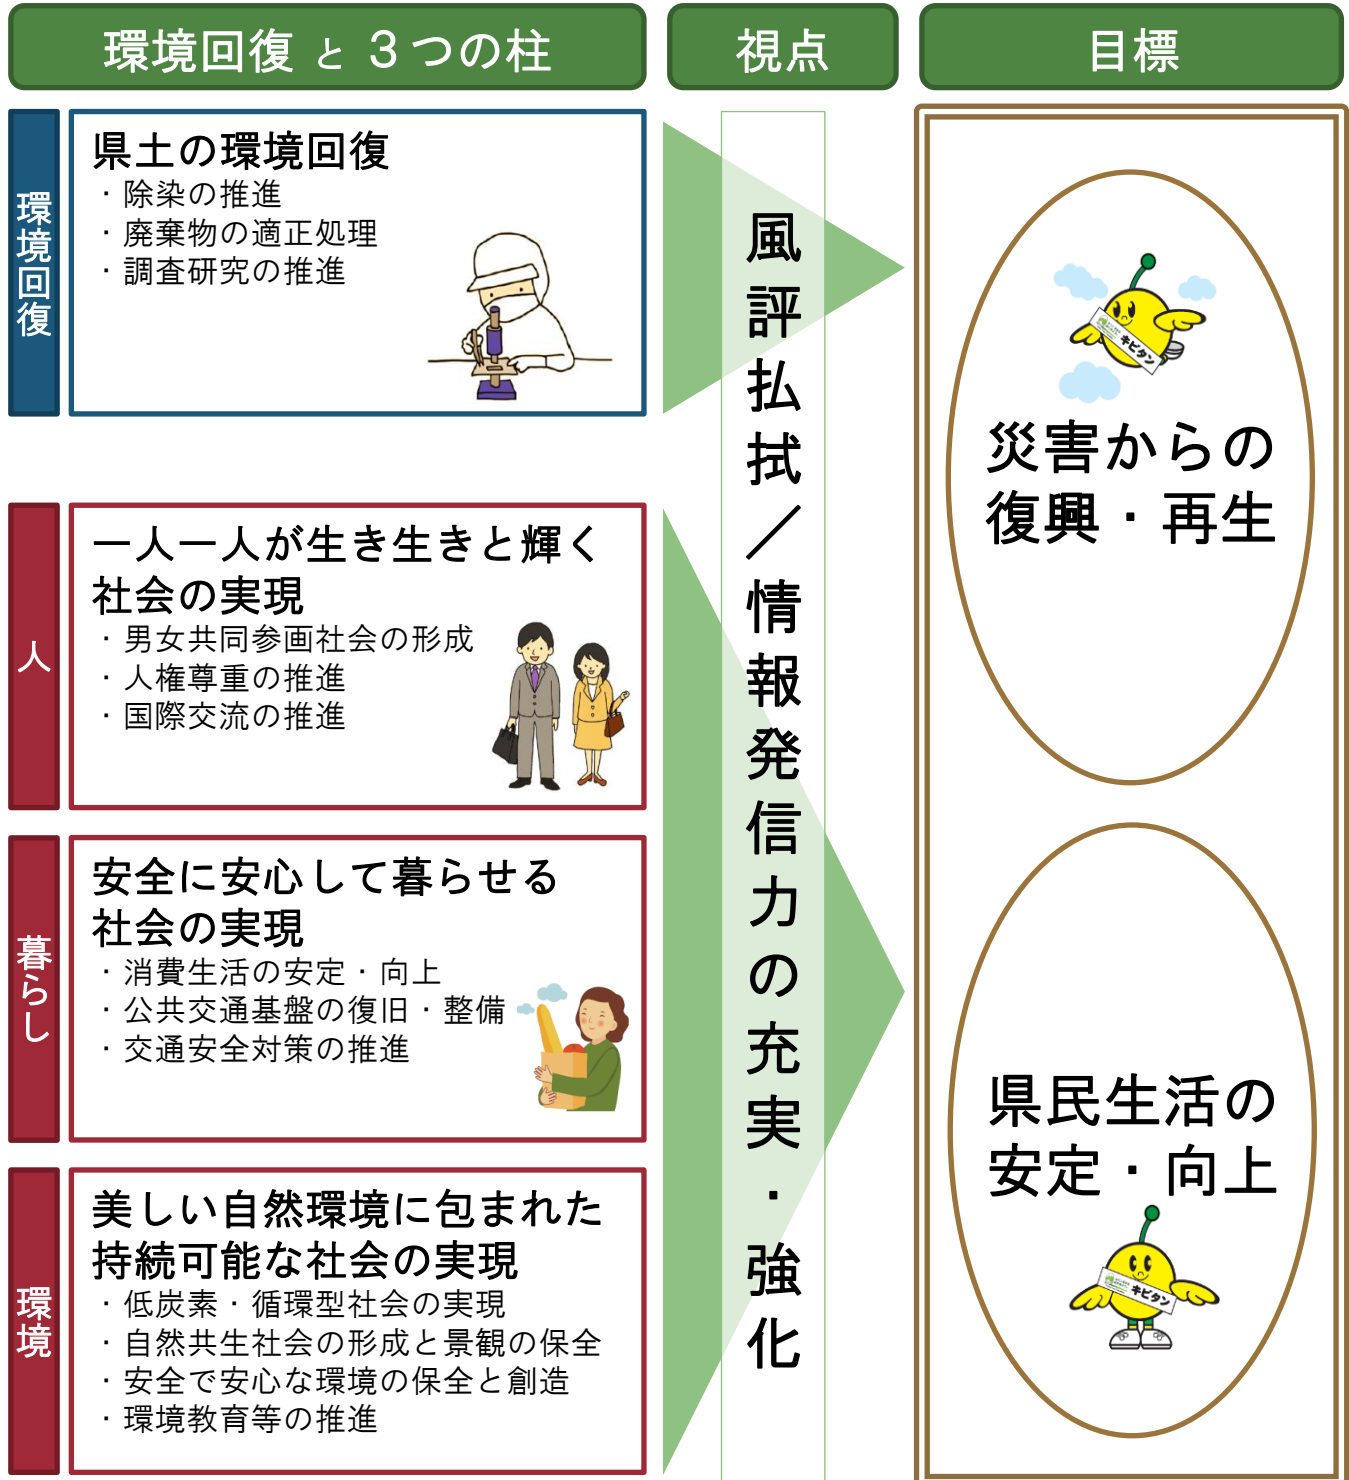 環境回復 と ３つの柱
視点
目標
環境回復
県土の環境回復
・除染の推進
・廃棄物の適正処理
・調査研究の推進
人
一人一人が生き生きと輝く
社会の実現
・男女共同参画社会の形成
・人権尊重の推進
・国際交流の推進
暮らし
安全に安心して暮らせる
社会の実現
・消費生活の安定・向上
・公共交通基盤の復旧・整備
・交通安全対策の推進
環境
美しい自然環境に包まれた
持続可能な社会の実現
・低炭素・循環型社会の実現
・自然共生社会の形成と景観の保全
・安全で安心な環境の保全と創造
・環境教育等の推進
風評払拭／情報発信力の充実・強化
キビタン
災害からの
復興・再生
県民生活の
安定・向上
キビタン